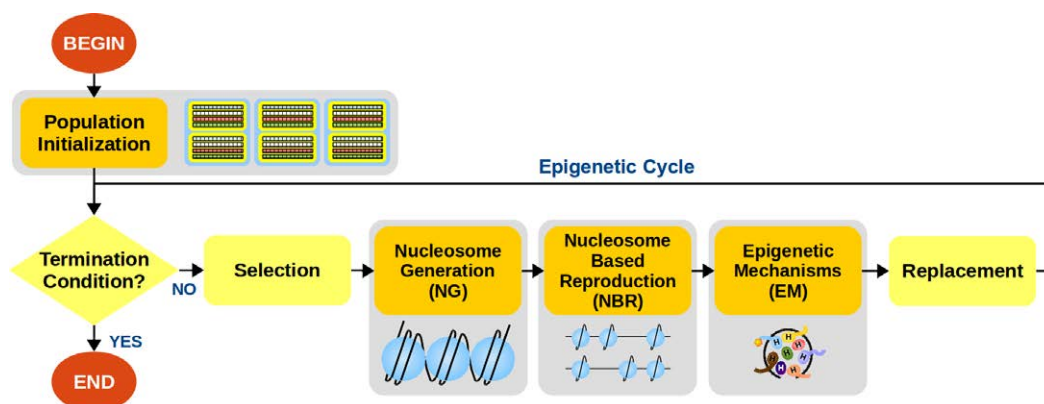 BEGIN
Population
Initialization
Epigenetic Cycle
Termination
Condition?
NO
YES
END
Selection
Nucleosome
Generation
(NG)
Nucleosome
Based
Reproduction
(NBR)
Epigenetic
Mechanisms
(EM)
H
H
H
H
H
H
H
H
Replacement